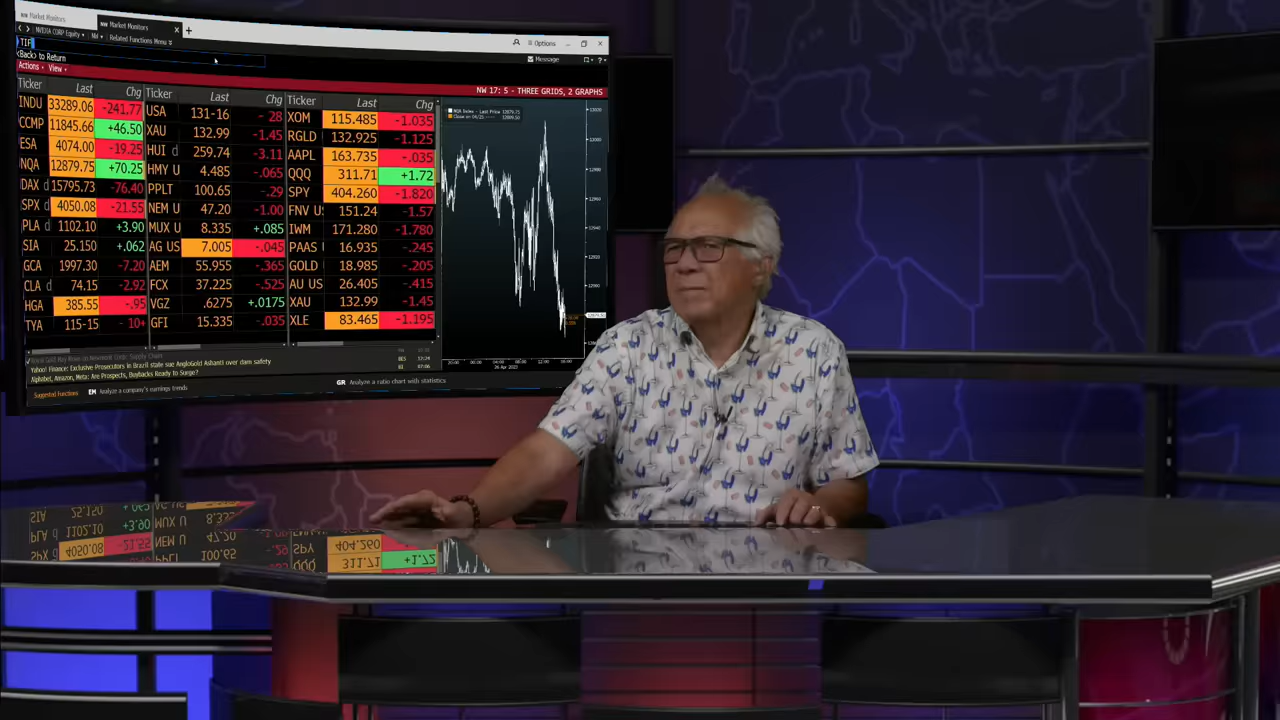 NW Market Monitors
NW Market Monitors × +
< > NVIDIA CORP Equity NW Related Functions Menu
Options
TIF
<Back> to Return
Message
Actions View
NW 17: 5 - THREE GRIDS, 2 GRAPHS
Ticker Last Chg Ticker Last Chg Ticker Last Chg
INDU 33289.06 -241.77 USA 131-16 - 28 XOM 115.485 -1.035
CCMP 11845.66 +46.50 XAU 132.99 -1.45 RGLD 132.925 -1.125
ESA 4074.00 -19.25 HUI d 259.74 -3.11 AAPL 163.735 -.035
NQA 12879.75 +70.25 HMY U 4.485 -.065 QQQ 311.71 +1.72
DAX d 15795.73 -76.40 PPLT 100.65 -.29 SPY 404.260 -1.820
SPX d 4050.08 -21.55 NEM U 47.20 -1.00 FNV US 151.24 -1.57
PLA d 1102.10 +3.90 MUX U 8.335 +.085 IWM 171.280 -1.780
SIA 25.150 +.062 AG US 7.005 -.045 PAAS 16.935 -.245
GCA 1997.30 -7.20 AEM 55.955 -.365 GOLD 18.985 -.205
CLA d 74.15 -2.92 FCX 37.225 -.525 AU US 26.405 -.415
HGA 385.55 -.95 VGZ .6275 +.0175 XAU 132.99 -1.45
TYA 115-15 - 10+ GFI 15.335 -.035 XLE 83.465 -1.195
Yahoo! Finance: Exclusive-Prosecutors in Brazil state sue AngloGold Ashanti over dam safety
Alphabet, Amazon, Meta: Are Prospects, Buybacks Ready to Surge?
Suggested Functions EM Analyze a company's earnings trends GR Analyze a ratio chart with statistics